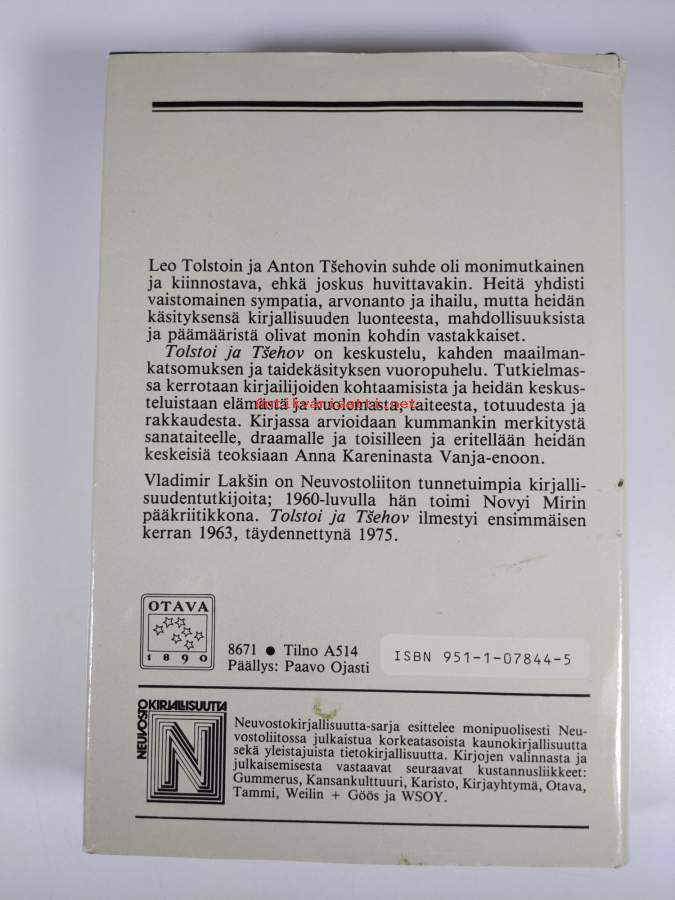 Leo Tolstoin ja Anton Tšehovin suhde oli monimutkainen
ja kiinnostava, ehkä joskus huvittavakin. Heitä yhdisti
vaistomainen sympatia, arvonanto ja ihailu, mutta heidän
käsityksensä kirjallisuuden luonteesta, mahdollisuuksista
ja päämääristä olivat monin kohdin vastakkaiset.
Tolstoi ja Tšehov on keskustelu, kahden maailman-
katsomuksen ja taidekäsityksen vuoropuhelu. Tutkielmas-
sa kerrotaan kirjailijoiden kohtaamisista ja heidän keskus-
teluistaan elämästä ja kuolemasta, taiteesta, totuudesta ja
antikvariaatti.net
rakkaudesta. Kirjassa arvioidaan kummankin merkitystä
sanataiteelle, draamalle ja toisilleen ja eritellään heidän
keskeisiä teoksiaan Anna Kareninasta Vanja-enoon.
Vladimir Lakšin on Neuvostoliiton tunnetuimpia kirjalli-
suudentutkijoita; 1960-luvulla hän toimi Novyi Mirin
pääkriitikkona. Tolstoi ja Tšehov ilmestyi ensimmäisen
kerran 1963, täydennettynä 1975.
OTAVA
1890
8671 ● Tilno A514
Päällys: Paavo Ojasti
ISBN 951-1-07844-5
NEUVOSTOKIRJALLISUUTTA
N
Neuvostokirjallisuutta-sarja esittelee monipuolisesti Neu-
vostoliitossa julkaistua korkeatasoista kaunokirjallisuutta
sekä yleistajuista tietokirjallisuutta. Kirjojen valinnasta ja
julkaisemisesta vastaavat seuraavat kustannusliikkeet:
Gummerus, Kansankulttuuri, Karisto, Kirjayhtymä, Otava,
Tammi, Weilin + Göös ja WSOY.